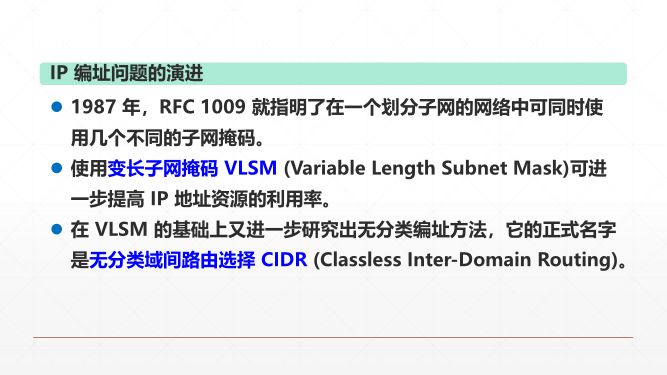 IP 编址问题的演进
● 1987 年，RFC 1009 就指明了在一个划分子网的网络中可同时使
用几个不同的子网掩码。
● 使用变长子网掩码 VLSM (Variable Length Subnet Mask)可进
一步提高 IP 地址资源的利用率。
● 在 VLSM 的基础上又进一步研究出无分类编址方法，它的正式名字
是无分类域间路由选择 CIDR (Classless Inter-Domain Routing)。